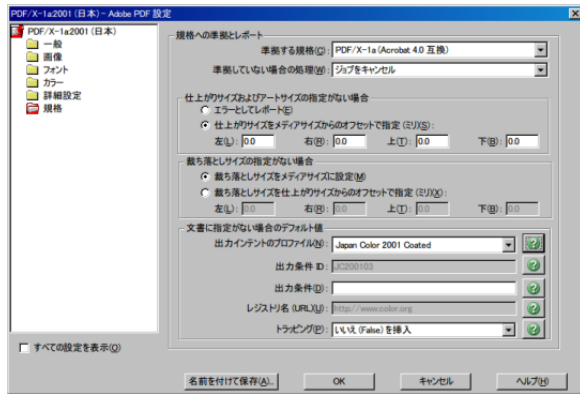 PDF/X-1a:2001 (日本) - Adobe PDF 設定
PDF/X-1a:2001 (日本)
一般
画像
フォント
カラー
詳細設定
規格
規格への準拠とレポート
準拠する規格(C): PDF/X-1a (Acrobat 4.0 互換)
準拠していない場合の処理(W): ジョブをキャンセル
仕上がりサイズおよびアートサイズの指定がない場合
エラーとしてレポート(E)
仕上がりサイズをメディアサイズからのオフセットで指定 (ミリ)(S):
左(L): 0.0 右(R): 0.0 上(T): 0.0 下(B): 0.0
裁ち落としサイズの指定がない場合
裁ち落としサイズをメディアサイズに設定(M)
裁ち落としサイズを仕上がりサイズからのオフセットで指定 (ミリ)(X):
左(L): 0.0 右(R): 0.0 上(T): 0.0 下(B): 0.0
文書に指定がない場合のデフォルト値
出力インテントのプロファイル(N): Japan Color 2001 Coated
出力条件 ID: JC200103
出力条件(D):
レジストリ名 (URL)(U): http://www.color.org
トラッピング(P): いいえ (False) を挿入
すべての設定を表示(O)
名前を付けて保存(A)... OK キャンセル ヘルプ(H)